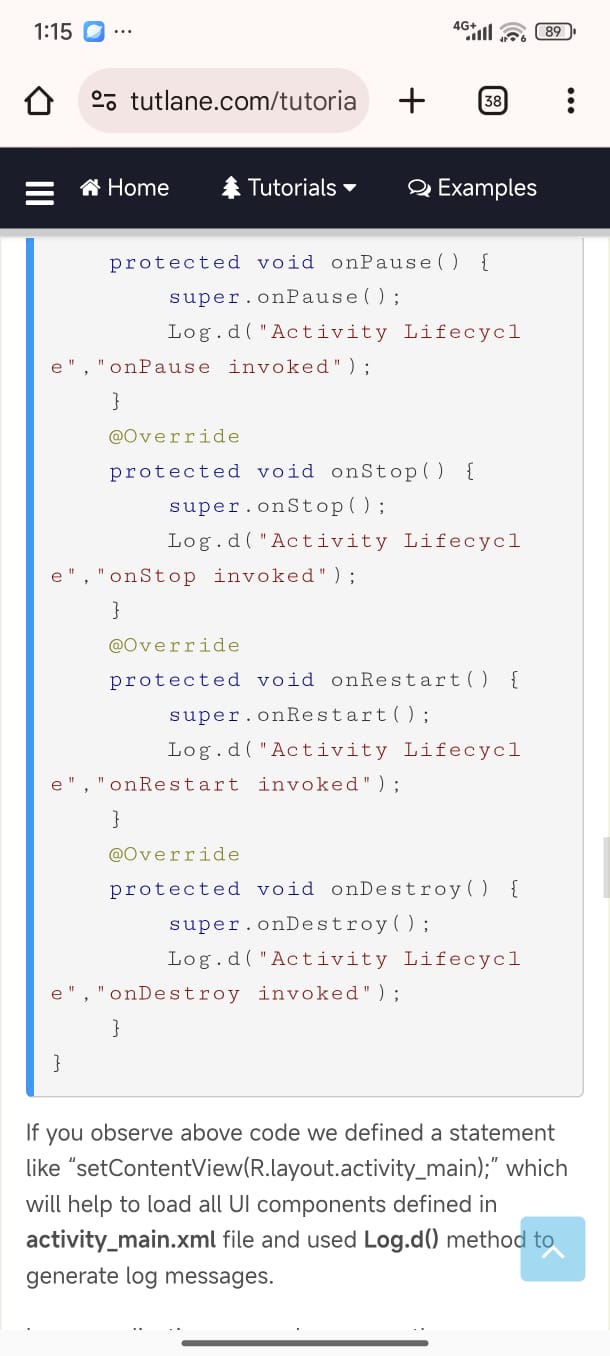 1:15 ...
4G+ 6 89
tutlane.com/tutoria
38
Home Tutorials Examples
protected void onPause() {
super.onPause();
Log.d("Activity Lifecycl
e","onPause invoked");
}
@Override
protected void onStop() {
super.onStop();
Log.d("Activity Lifecycl
e","onStop invoked");
}
@Override
protected void onRestart() {
super.onRestart();
Log.d("Activity Lifecycl
e","onRestart invoked");
}
@Override
protected void onDestroy() {
super.onDestroy();
Log.d("Activity Lifecycl
e","onDestroy invoked");
}
}
If you observe above code we defined a statement
like “setContentView(R.layout.activity_main);” which
will help to load all UI components defined in
activity_main.xml file and used Log.d() method to
generate log messages.